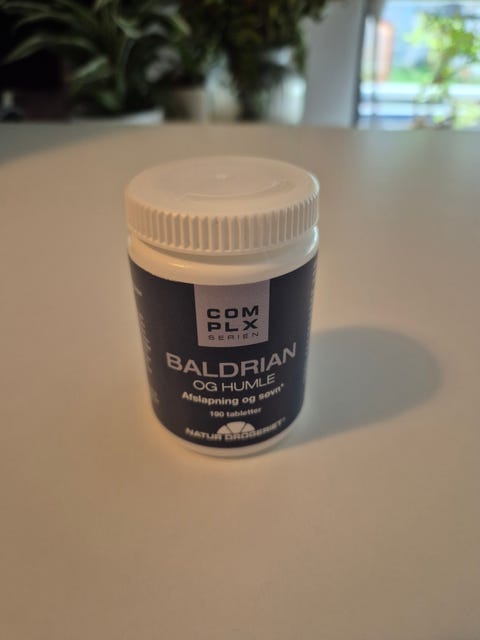 COM
PLX
SERIEN
BALDRIAN
OG HUMLE
Afslapning og søvn*
190 tabletter
NATUR DROGERIET®